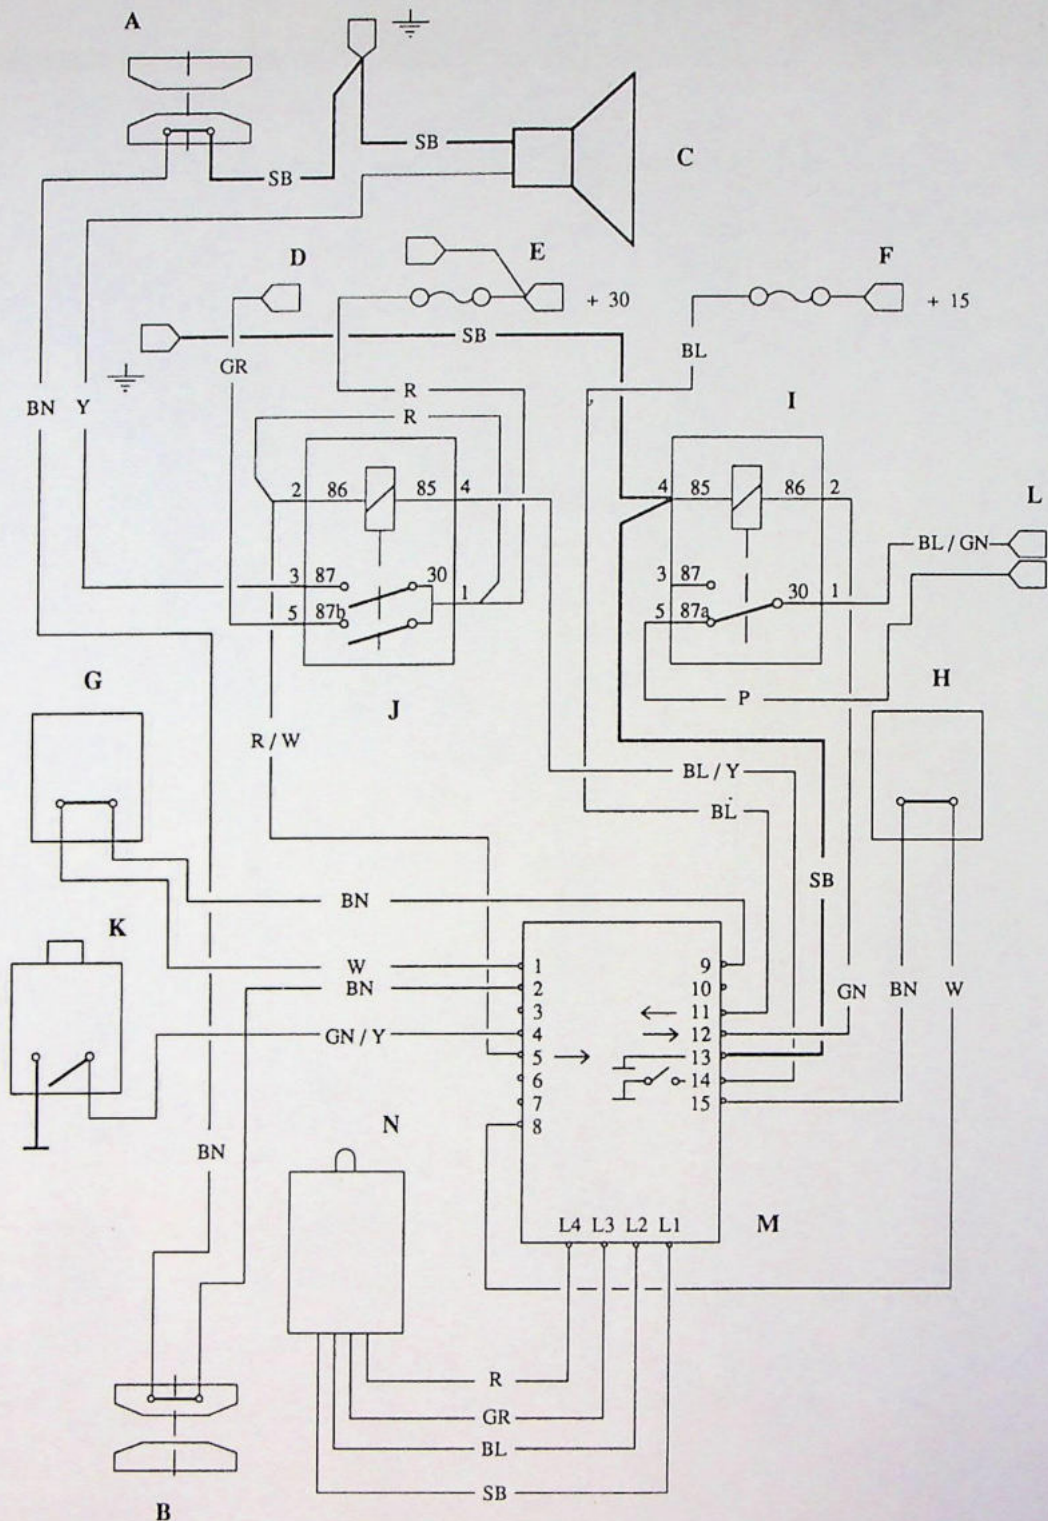 A
SB
C
SB
D
E
F
+ 30
+ 15
SB
BL
GR
R
I
BN Y
R
2 86 85 4
4 85 86 2
L
BL / GN
3 87 30
1
3 87
30 1
5 87b
5 87a
G
H
P
J
R / W
BL / Y
BL
SB
BN
K
W
1 9
BN
2 10
GN BN W
3 11
GN / Y
4 12
5 13
6 14
7 15
N
8
BN
L4 L3 L2 L1
M
R
GR
BL
SB
B